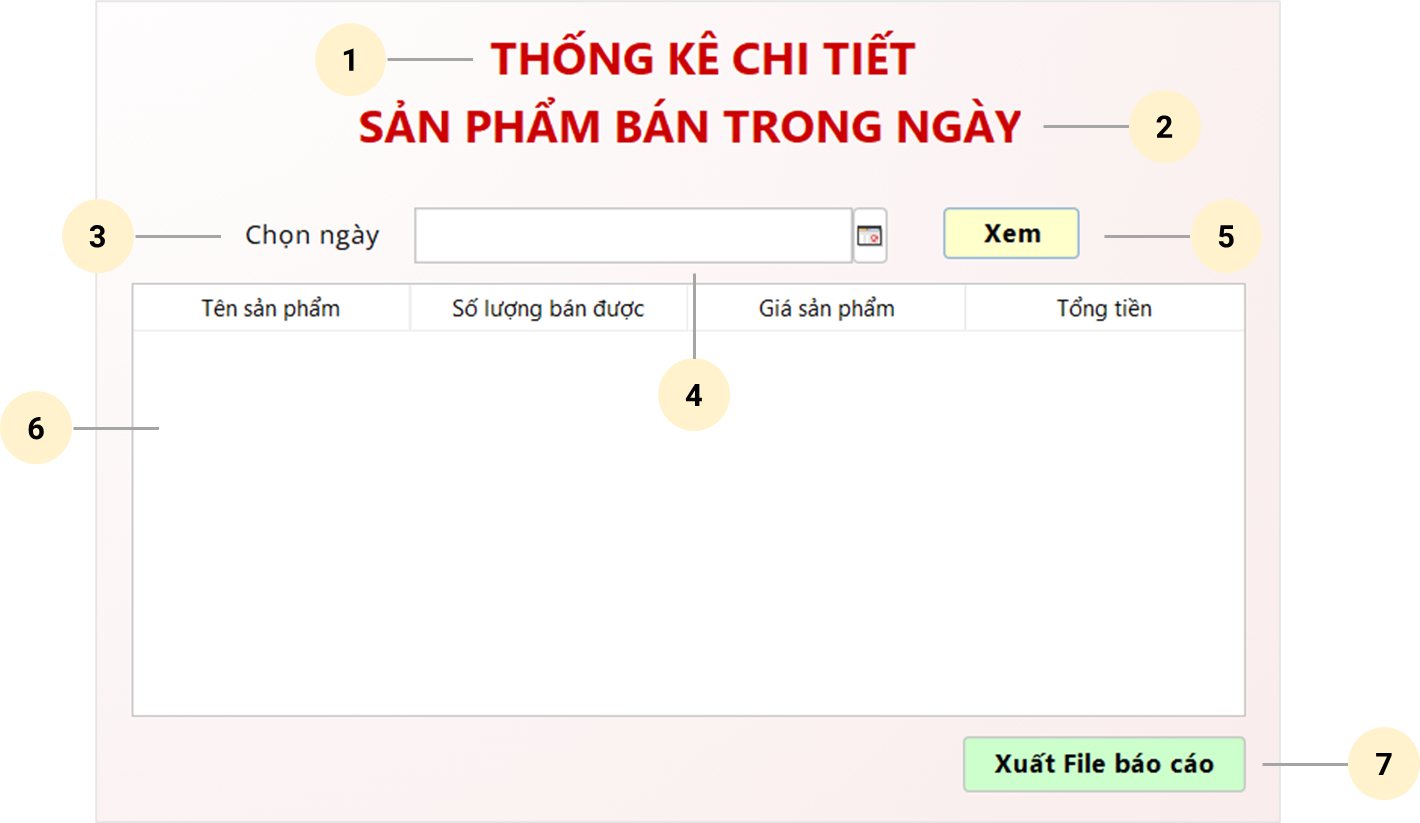 1 THỐNG KÊ CHI TIẾT
SẢN PHẨM BÁN TRONG NGÀY 2
3 Chọn ngày Xem 5
Tên sản phẩm Số lượng bán được Giá sản phẩm Tổng tiền
4
6
Xuất File báo cáo 7